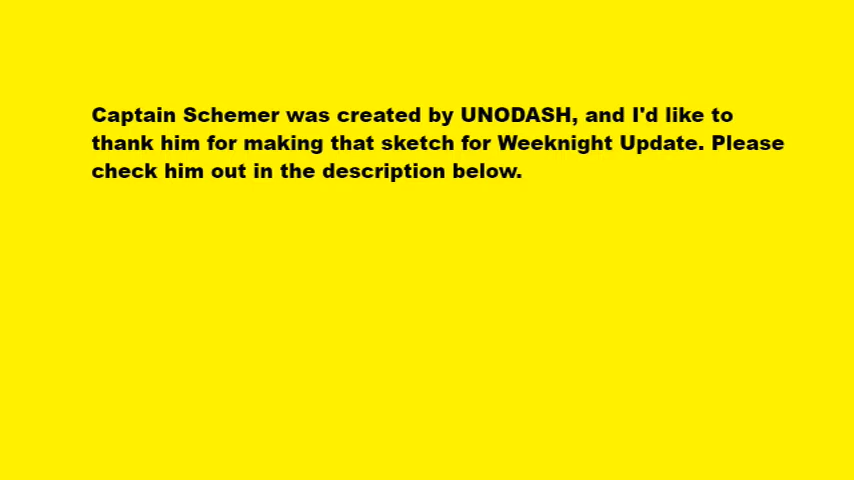 Captain Schemer was created by UNODASH, and I'd like to
thank him for making that sketch for Weeknight Update. Please
check him out in the description below.